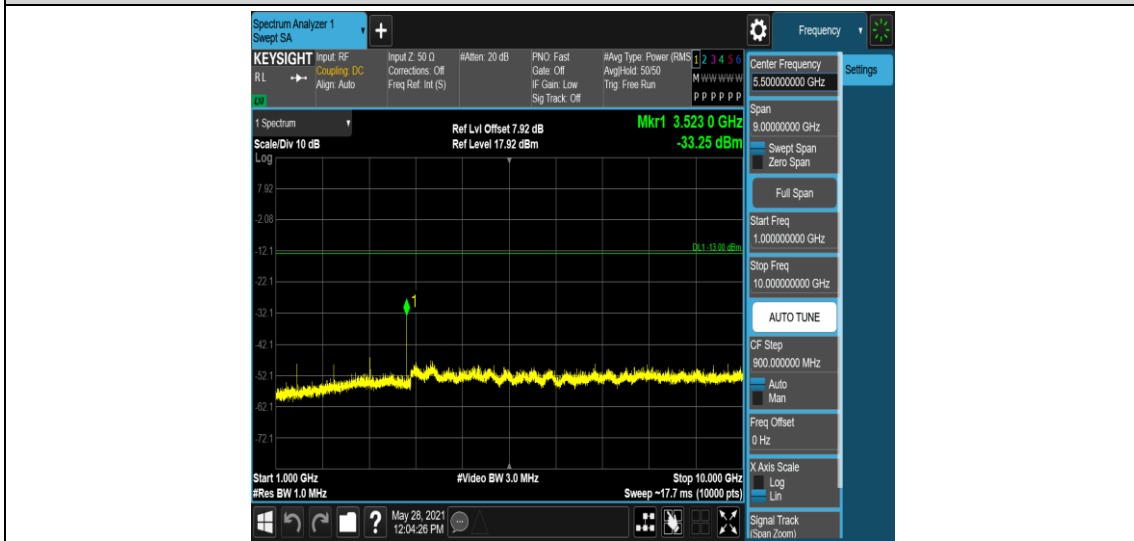 Spectrum Analyzer 1
Swept SA
+
Frequency
KEYSIGHT
RL
LXI
Input: RF
Coupling: DC
Align: Auto
Input Z: 50 Ω
Corrections: Off
Freq Ref: Int (S)
#Atten: 20 dB
PNO: Fast
Gate: Off
IF Gain: Low
Sig Track: Off
#Avg Type: Power (RMS
Avg|Hold: 50/50
Trig: Free Run
1 2 3 4 5 6
M W W W W W
P P P P P P
1 Spectrum
Scale/Div 10 dB
Ref Lvl Offset 7.92 dB
Ref Level 17.92 dBm
Mkr1 3.523 0 GHz
-33.25 dBm
Log
7.92
-2.08
-12.1
DL1 -13.00 dBm
-22.1
1
-32.1
-42.1
-52.1
-62.1
-72.1
Start 1.000 GHz
#Res BW 1.0 MHz
#Video BW 3.0 MHz
Stop 10.000 GHz
Sweep ~17.7 ms (10000 pts)
May 28, 2021
12:04:26 PM
?
Center Frequency
5.500000000 GHz
Settings
Span
9.00000000 GHz
Swept Span
Zero Span
Full Span
Start Freq
1.000000000 GHz
Stop Freq
10.000000000 GHz
AUTO TUNE
CF Step
900.000000 MHz
Auto
Man
Freq Offset
0 Hz
X Axis Scale
Log
Lin
Signal Track
(Span Zoom)